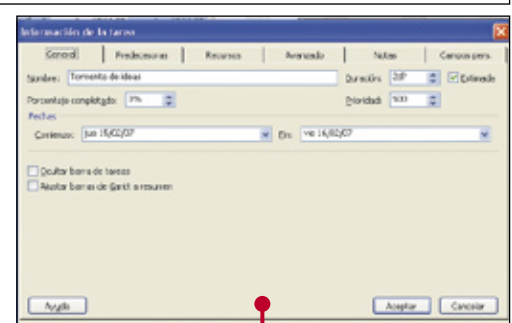 Información de la tarea
General Predecesoras Recursos Avanzado Notas Campos pers.
Nombre: Tormenta de ideas Duración: 2d? Estimada
Porcentaje completado: 0% Prioridad: 500
Fechas
Comienzo: jue 15/02/07 Fin: vie 16/02/07
Ocultar barra de tareas
Ajustar barras de Gantt a resumen
Ayuda Aceptar Cancelar